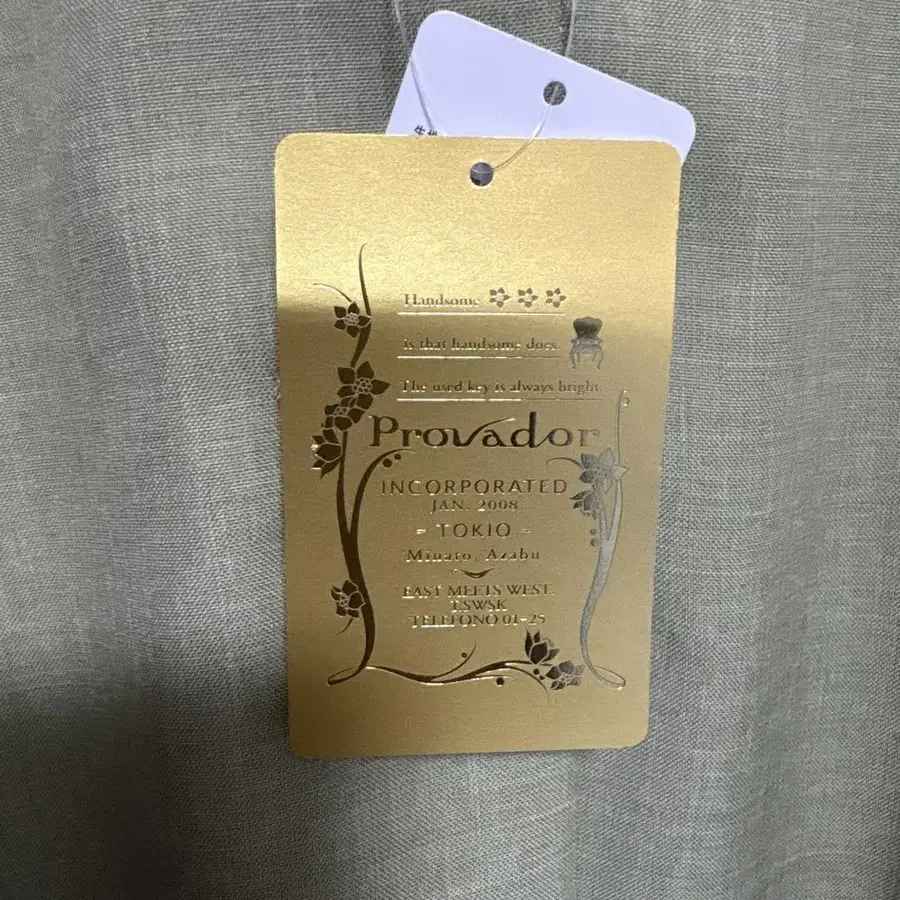 Handsome
is that handsome does.
The used key is always bright.
Provador
INCORPORATED
JAN. 2008
- TOKIO -
Minato, Azabu
EAST MEETS WEST.
T.SWSK
TELEFONO 01-25